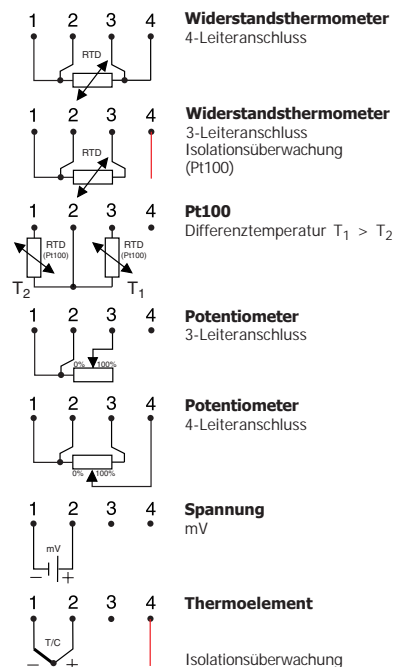 1 2 3 4
Widerstandsthermometer
4-Leiteranschluss
RTD
1 2 3 4
Widerstandsthermometer
3-Leiteranschluss
Isolationsüberwachung
(Pt100)
RTD
1 2 3 4
Pt100
Differenztemperatur T1 > T2
RTD
(Pt100)
RTD
(Pt100)
T2 T1
1 2 3 4
Potentiometer
3-Leiteranschluss
0% 100%
1 2 3 4
Potentiometer
4-Leiteranschluss
0% 100%
1 2 3 4
Spannung
mV
mV
− +
1 2 3 4
Thermoelement
T/C
− +
Isolationsüberwachung